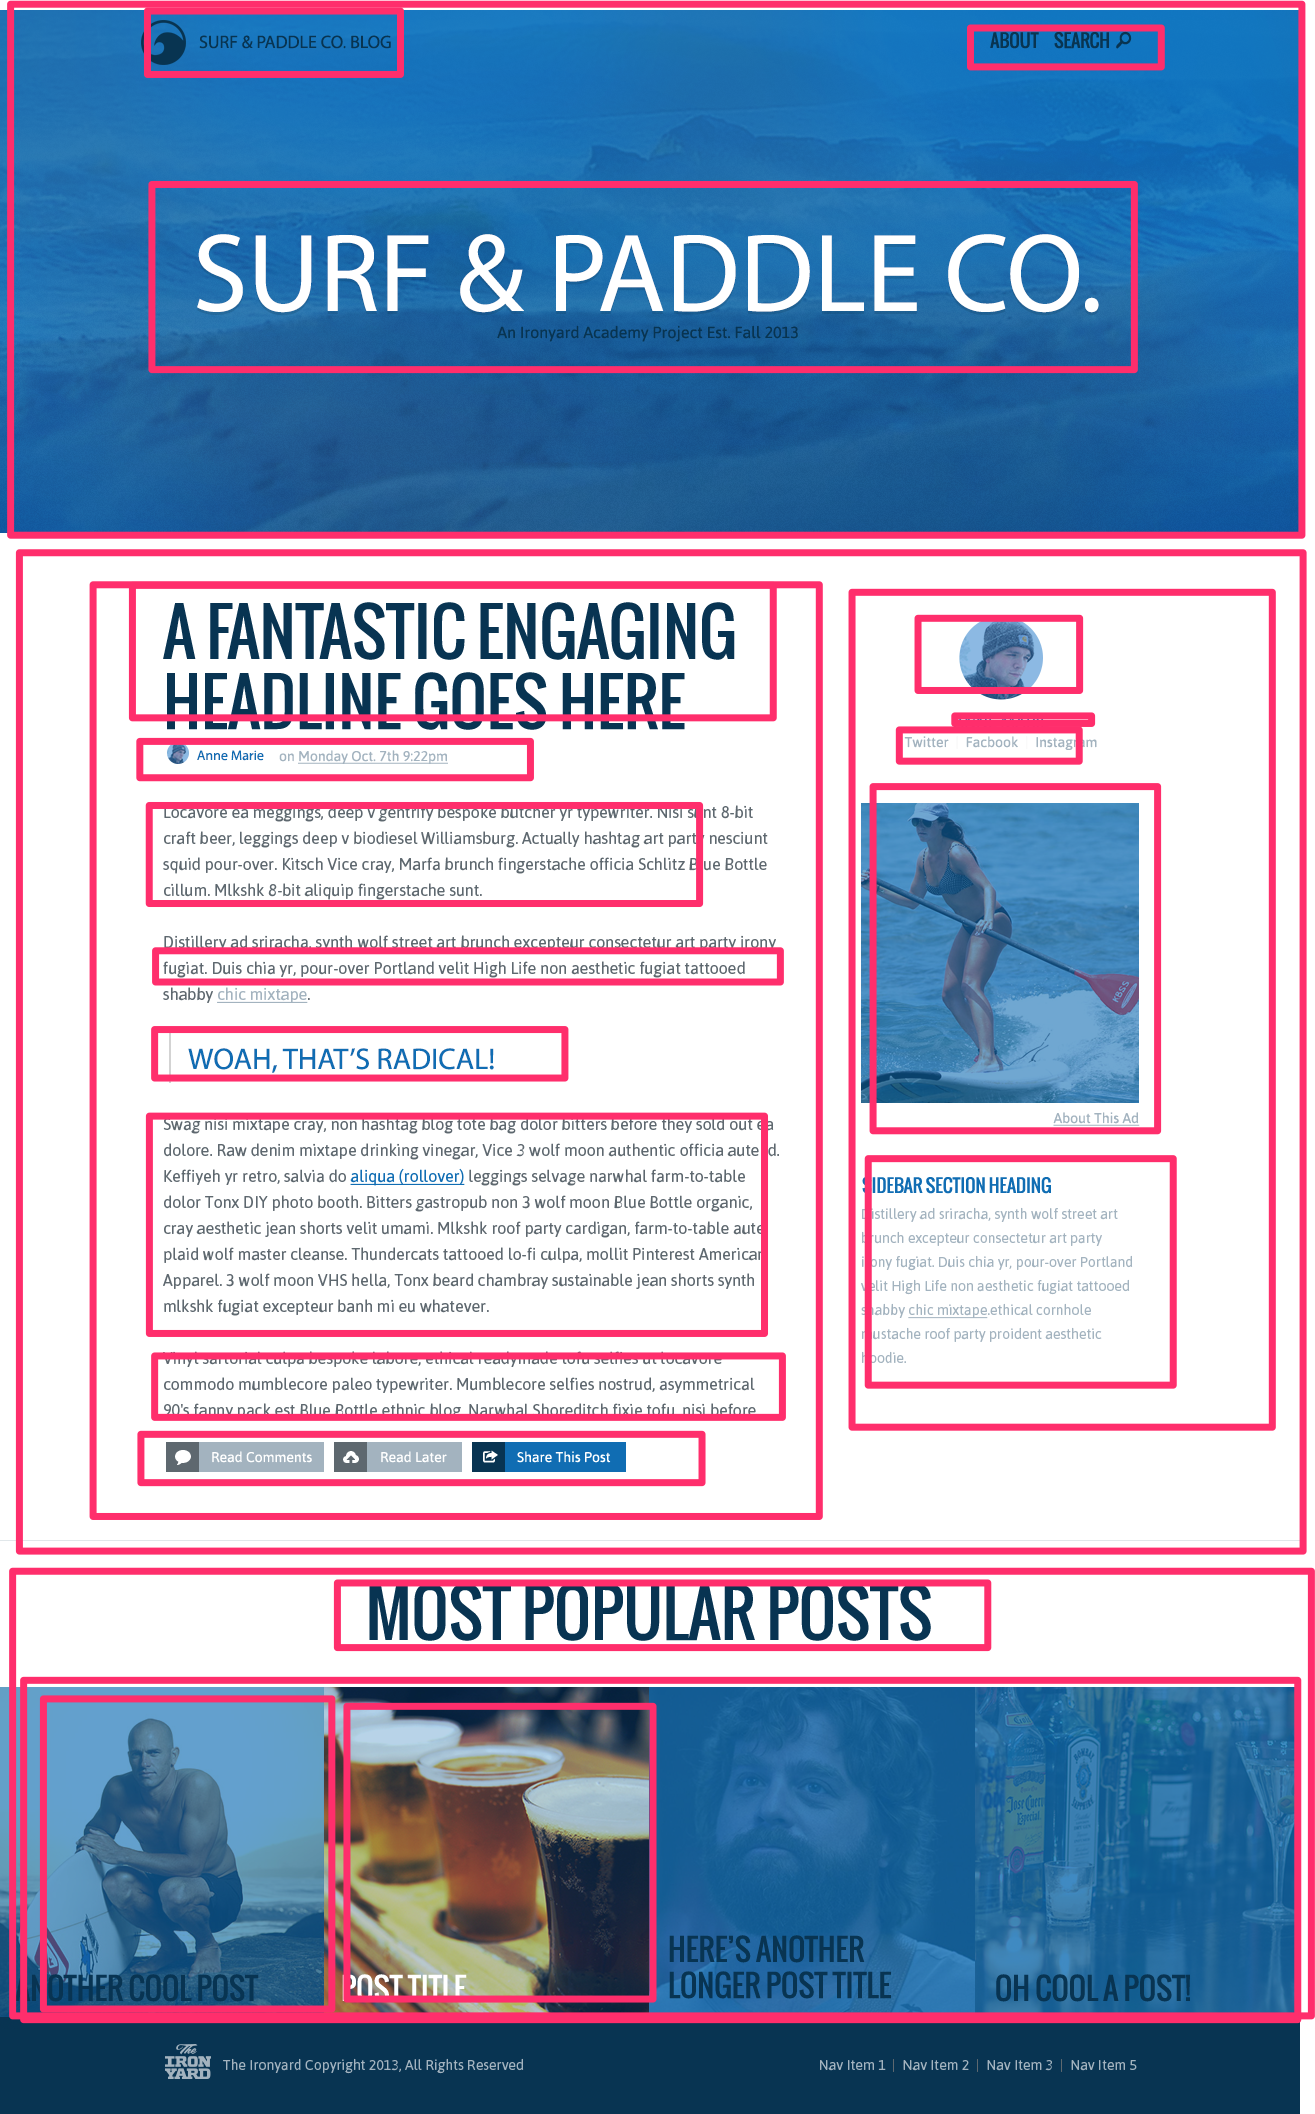 SURF & PADDLE CO. BLOG
ABOUT SEARCH
SURF & PADDLE CO.
An Ironyard Academy Project Est. Fall 2013
A FANTASTIC ENGAGING
HEADLINE GOES HERE
Anne Marie on Monday Oct. 7th 9:22pm
Locavore ea meggings, deep v gentrify bespoke butcher yr typewriter. Nisi sunt 8-bit
craft beer, leggings deep v biodiesel Williamsburg. Actually hashtag art party nesciunt
squid pour-over. Kitsch Vice cray, Marfa brunch fingerstache officia Schlitz Blue Bottle
cillum. Mlkshk 8-bit aliquip fingerstache sunt.
Distillery ad sriracha, synth wolf street art brunch excepteur consectetur art party irony
fugiat. Duis chia yr, pour-over Portland velit High Life non aesthetic fugiat tattooed
shabby chic mixtape.
WOAH, THAT'S RADICAL!
Swag nisi mixtape cray, non hashtag blog tote bag dolor bitters before they sold out ea
dolore. Raw denim mixtape drinking vinegar, Vice 3 wolf moon authentic officia aute id.
Keffiyeh yr retro, salvia do aliqua (rollover) leggings selvage narwhal farm-to-table
dolor Tonx DIY photo booth. Bitters gastropub non 3 wolf moon Blue Bottle organic,
cray aesthetic jean shorts velit umami. Mlkshk roof party cardigan, farm-to-table aute
plaid wolf master cleanse. Thundercats tattooed lo-fi culpa, mollit Pinterest American
Apparel. 3 wolf moon VHS hella, Tonx beard chambray sustainable jean shorts synth
mlkshk fugiat excepteur banh mi eu whatever.
Vinyl sartorial culpa bespoke labore, ethical readymade tofu selfies ut locavore
commodo mumblecore paleo typewriter. Mumblecore selfies nostrud, asymmetrical
90's fanny pack est Blue Bottle ethnic blog. Narwhal Shoreditch fixie tofu, nisi before
Read Comments
Read Later
Share This Post
Twitter
Facbook
Instagram
K.B.S.S
About This Ad
SIDEBAR SECTION HEADING
Distillery ad sriracha, synth wolf street art
brunch excepteur consectetur art party
irony fugiat. Duis chia yr, pour-over Portland
velit High Life non aesthetic fugiat tattooed
shabby chic mixtape.ethical cornhole
mustache roof party proident aesthetic
hoodie.
MOST POPULAR POSTS
ANOTHER COOL POST
POST TITLE
HERE'S ANOTHER
LONGER POST TITLE
OH COOL A POST!
The
IRON
YARD
The Ironyard Copyright 2013, All Rights Reserved
Nav Item 1 | Nav Item 2 | Nav Item 3 | Nav Item 5